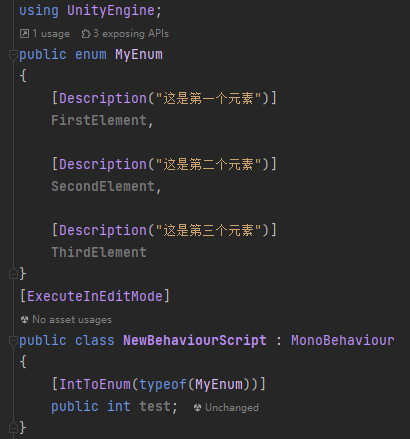 using UnityEngine;
1 usage 3 exposing APIs
public enum MyEnum
{
[Description("这是第一个元素")]
FirstElement,
[Description("这是第二个元素")]
SecondElement,
[Description("这是第三个元素")]
ThirdElement
}
[ExecuteInEditMode]
No asset usages
public class NewBehaviourScript : MonoBehaviour
{
[IntToEnum(typeof(MyEnum))]
public int test; Unchanged
}